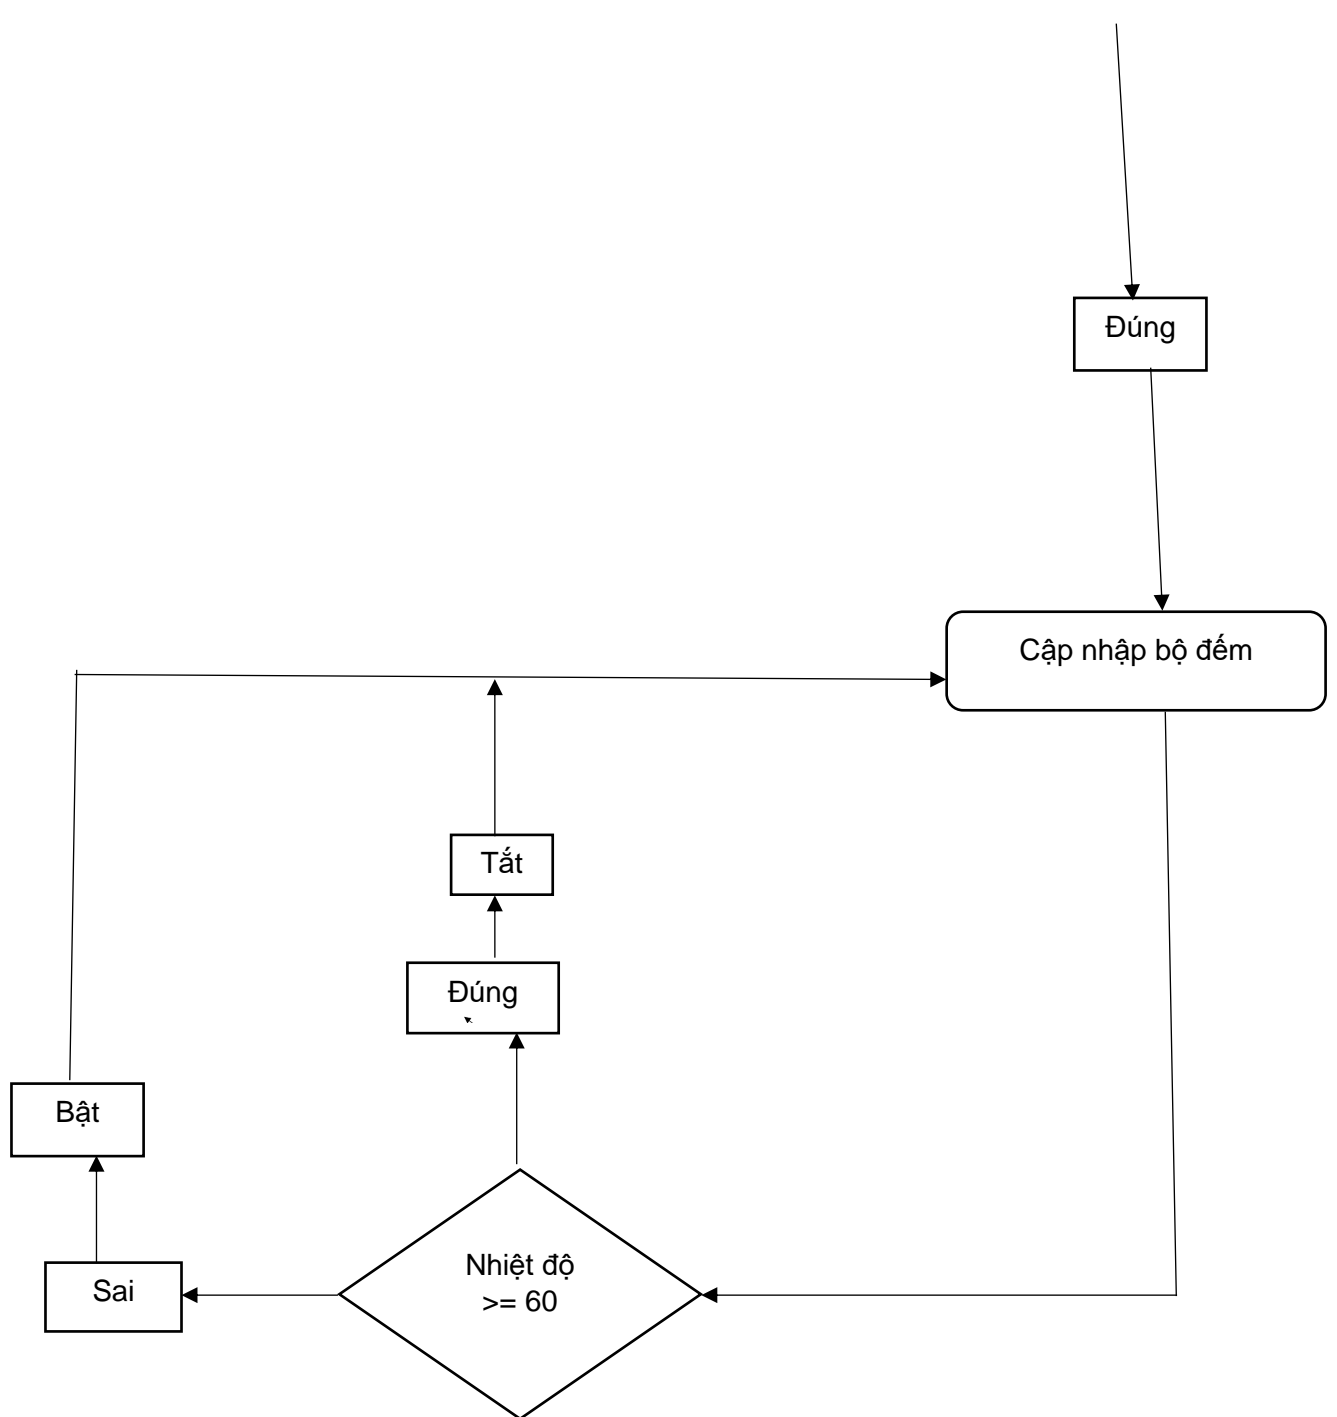 Đúng
Cập nhập bộ đếm
Tắt
Đúng
Bật
Nhiệt độ
>= 60
Sai